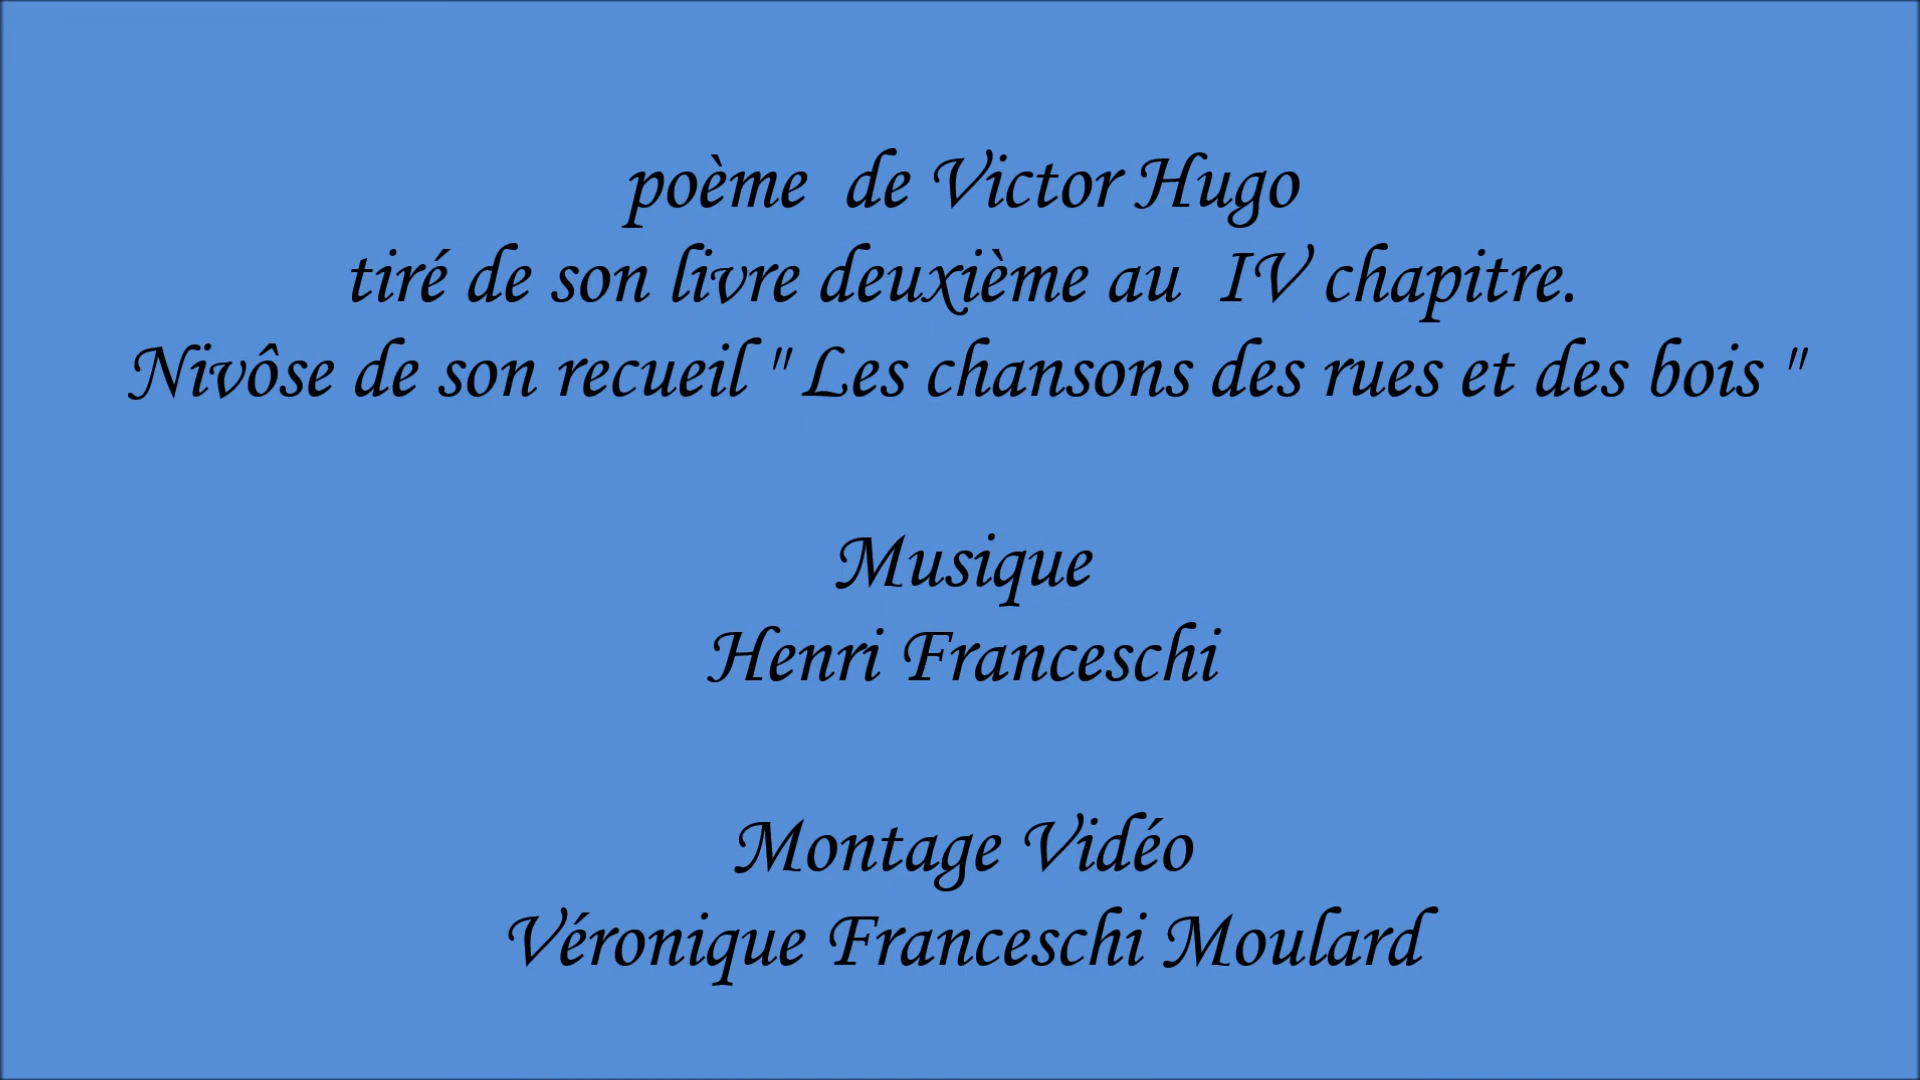 poème  de Victor Hugo
tiré de son livre deuxième au  IV chapitre.
Nivôse de son recueil " Les chansons des rues et des bois "
Musique
Henri Franceschi
Montage Vidéo
Véronique Franceschi Moulard